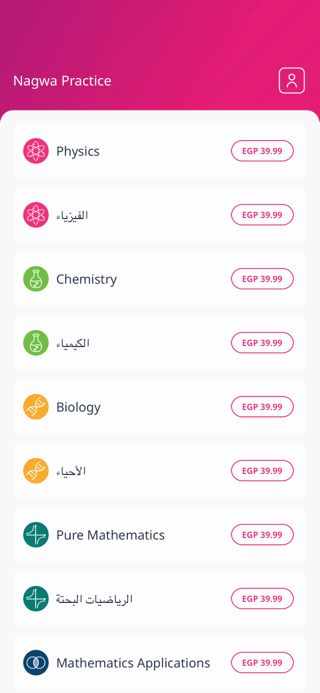 Nagwa Practice
Physics
EGP 39.99
الفيزياء
EGP 39.99
Chemistry
EGP 39.99
الكيمياء
EGP 39.99
Biology
EGP 39.99
الأحياء
EGP 39.99
Pure Mathematics
EGP 39.99
الرياضيات البحتة
EGP 39.99
Mathematics Applications
EGP 39.99